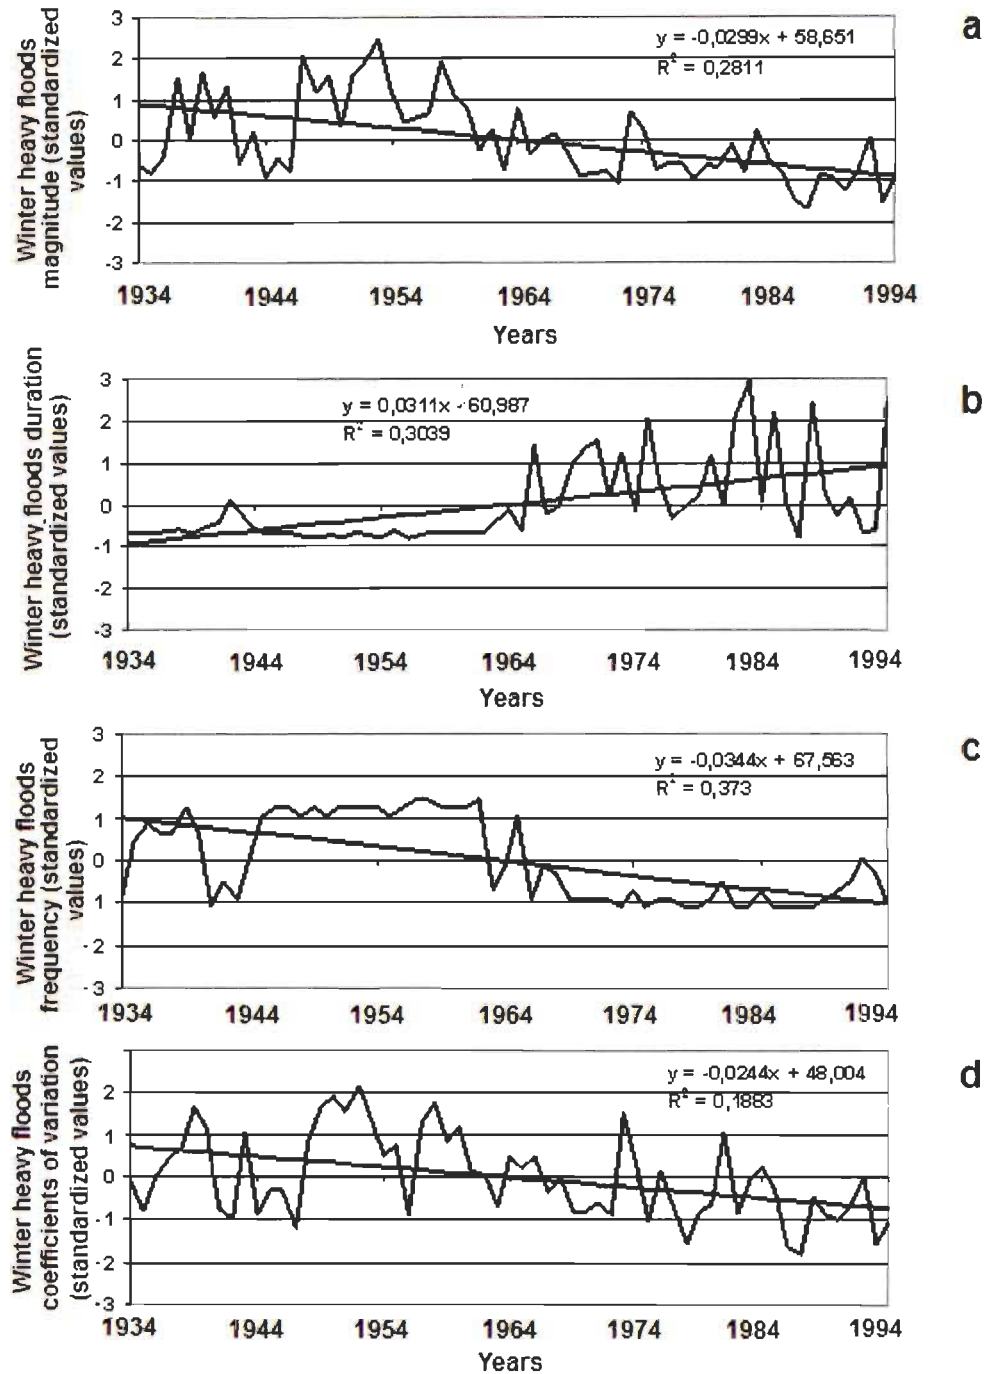 a
Winter heavy floods
magnitude (standardized
values)
3
2
1
0
-1
-2
-3
y = -0,0299x + 58,651
R² = 0,2811
1934 1944 1954 1964 1974 1984 1994
Years
b
Winter heavy floods duration
(standardized values)
3
2
1
0
-1
-2
-3
y = 0,0311x - 60,987
R² = 0,3039
1934 1944 1954 1964 1974 1984 1994
Years
c
Winter heavy floods
frequency (standardized
values)
3
2
1
0
1
- 2
- 3
y = -0,0344x + 67,563
R² = 0,373
1934 1944 1954 1964 1974 1984 1994
d
Winter heavy floods
coefficients of variation
(standardized values)
2
1
0
-1
-2
-3
y = -0,0244x + 48,004
R² = 0,1883
1934 1944 1954 1964 1974 1984 1994
Years